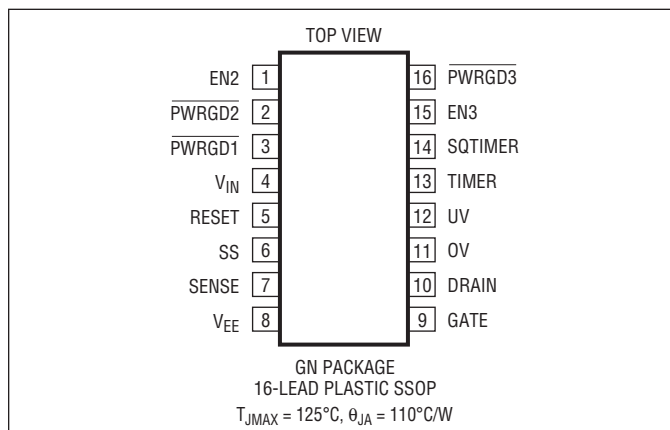 TOP VIEW
EN2 1 16 PWRGD3
PWRGD2 2 15 EN3
PWRGD1 3 14 SQTIMER
VIN 4 13 TIMER
RESET 5 12 UV
SS 6 11 OV
SENSE 7 10 DRAIN
VEE 8 9 GATE
GN PACKAGE
16-LEAD PLASTIC SSOP
TJMAX = 125°C, θJA = 110°C/W